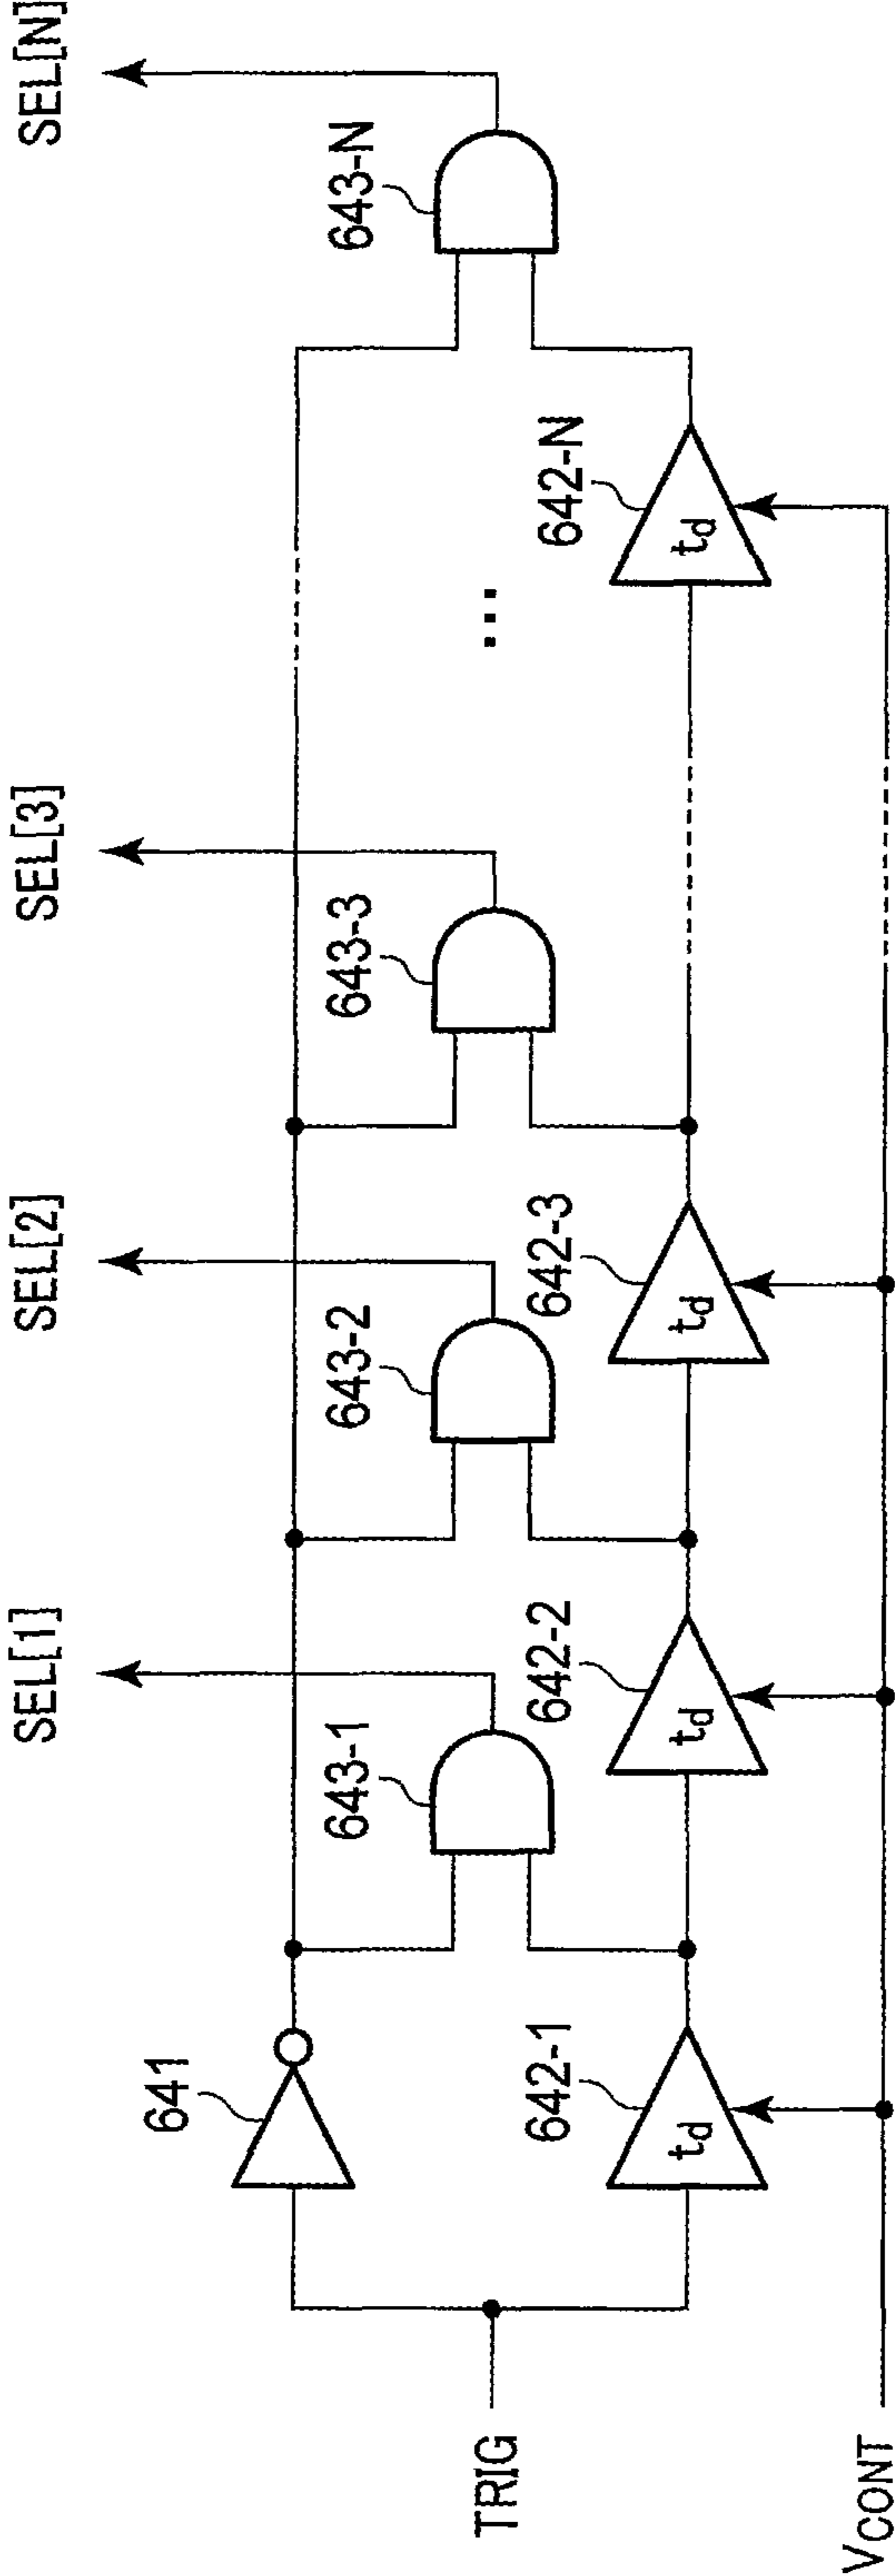 SEL[1]
SEL[2]
SEL[3]
SEL[N]
641
643-1
643-2
643-3
643-N
...
TRIG
642-1
642-2
642-3
642-N
td
td
td
td
VCONT